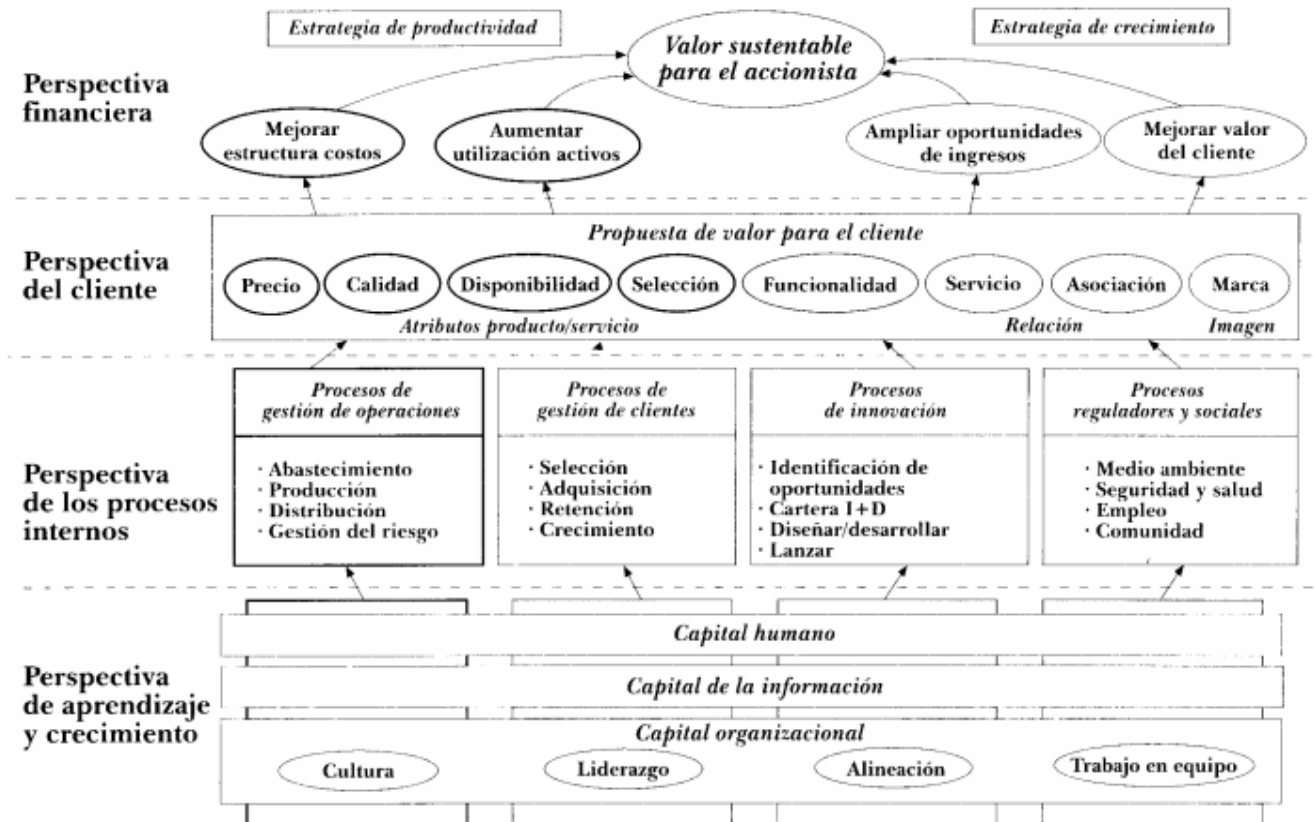 Estrategia de productividad
Valor sustentable
para el accionista
Estrategia de crecimiento
Perspectiva
financiera
Mejorar
estructura costos
Aumentar
utilización activos
Ampliar oportunidades
de ingresos
Mejorar valor
del cliente
Propuesta de valor para el cliente
Perspectiva
del cliente
Precio
Calidad
Disponibilidad
Selección
Funcionalidad
Servicio
Asociación
Marca
Atributos producto/servicio
Relación
Imagen
Perspectiva
de los procesos
internos
Procesos de
gestión de operaciones
· Abastecimiento
· Producción
· Distribución
· Gestión del riesgo
Procesos de
gestión de clientes
· Selección
· Adquisición
· Retención
· Crecimiento
Procesos
de innovación
· Identificación de
oportunidades
· Cartera I+D
· Diseñar/desarrollar
· Lanzar
Procesos
reguladores y sociales
· Medio ambiente
· Seguridad y salud
· Empleo
· Comunidad
Perspectiva
de aprendizaje
y crecimiento
Capital humano
Capital de la información
Capital organizacional
Cultura
Liderazgo
Alineación
Trabajo en equipo